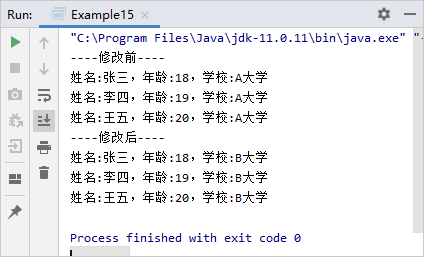 Run: Example15
"C:\Program Files\Java\jdk-11.0.11\bin\java.exe" "-
----修改前----
姓名:张三，年龄:18，学校:A大学
姓名:李四，年龄:19，学校:A大学
姓名:王五，年龄:20，学校:A大学
----修改后----
姓名:张三，年龄:18，学校:B大学
姓名:李四，年龄:19，学校:B大学
姓名:王五，年龄:20，学校:B大学
Process finished with exit code 0